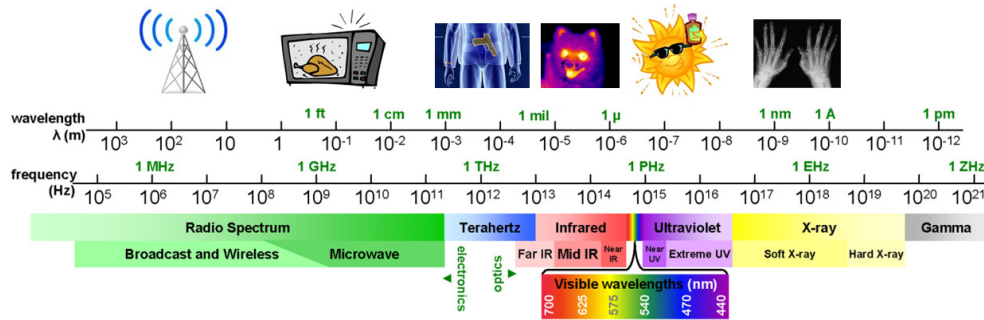 1 ft 1 cm 1 mm 1 mil 1 µ 1 nm 1 A 1 pm
wavelength
λ (m)
10³ 10² 10 1 10⁻¹ 10⁻² 10⁻³ 10⁻⁴ 10⁻⁵ 10⁻⁶ 10⁻⁷ 10⁻⁸ 10⁻⁹ 10⁻¹⁰ 10⁻¹¹ 10⁻¹²
1 MHz 1 GHz 1 THz 1 PHz 1 EHz 1 ZHz
frequency
(Hz)
10⁵ 10⁶ 10⁷ 10⁸ 10⁹ 10¹⁰ 10¹¹ 10¹² 10¹³ 10¹⁴ 10¹⁵ 10¹⁶ 10¹⁷ 10¹⁸ 10¹⁹ 10²⁰ 10²¹
Radio Spectrum Terahertz Infrared Ultraviolet X-ray Gamma
Broadcast and Wireless Microwave Far IR Mid IR Near IR Near UV Extreme UV Soft X-ray Hard X-ray
electronics
optics
Visible wavelengths (nm)
700 625 575 540 470 440